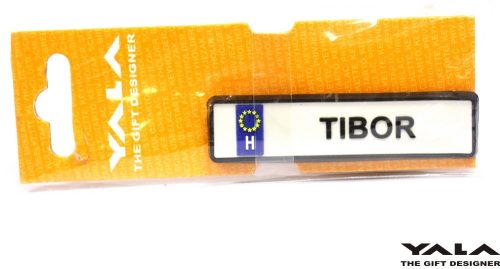 YALA
THE GIFT DESIGNER
H
TIBOR
YALA
THE GIFT DESIGNER